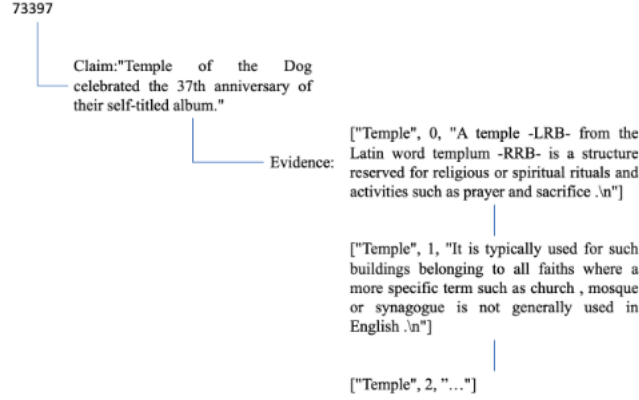 73397
Claim:"Temple of the Dog
celebrated the 37th anniversary of
their self-titled album."
Evidence:
["Temple", 0, "A temple -LRB- from the
Latin word templum -RRB- is a structure
reserved for religious or spiritual rituals and
activities such as prayer and sacrifice .\n"]
["Temple", 1, "It is typically used for such
buildings belonging to all faiths where a
more specific term such as church , mosque
or synagogue is not generally used in
English .\n"]
["Temple", 2, "..."]